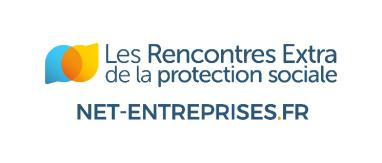 Les Rencontres Extra
de la protection sociale
NET-ENTREPRISES.FR